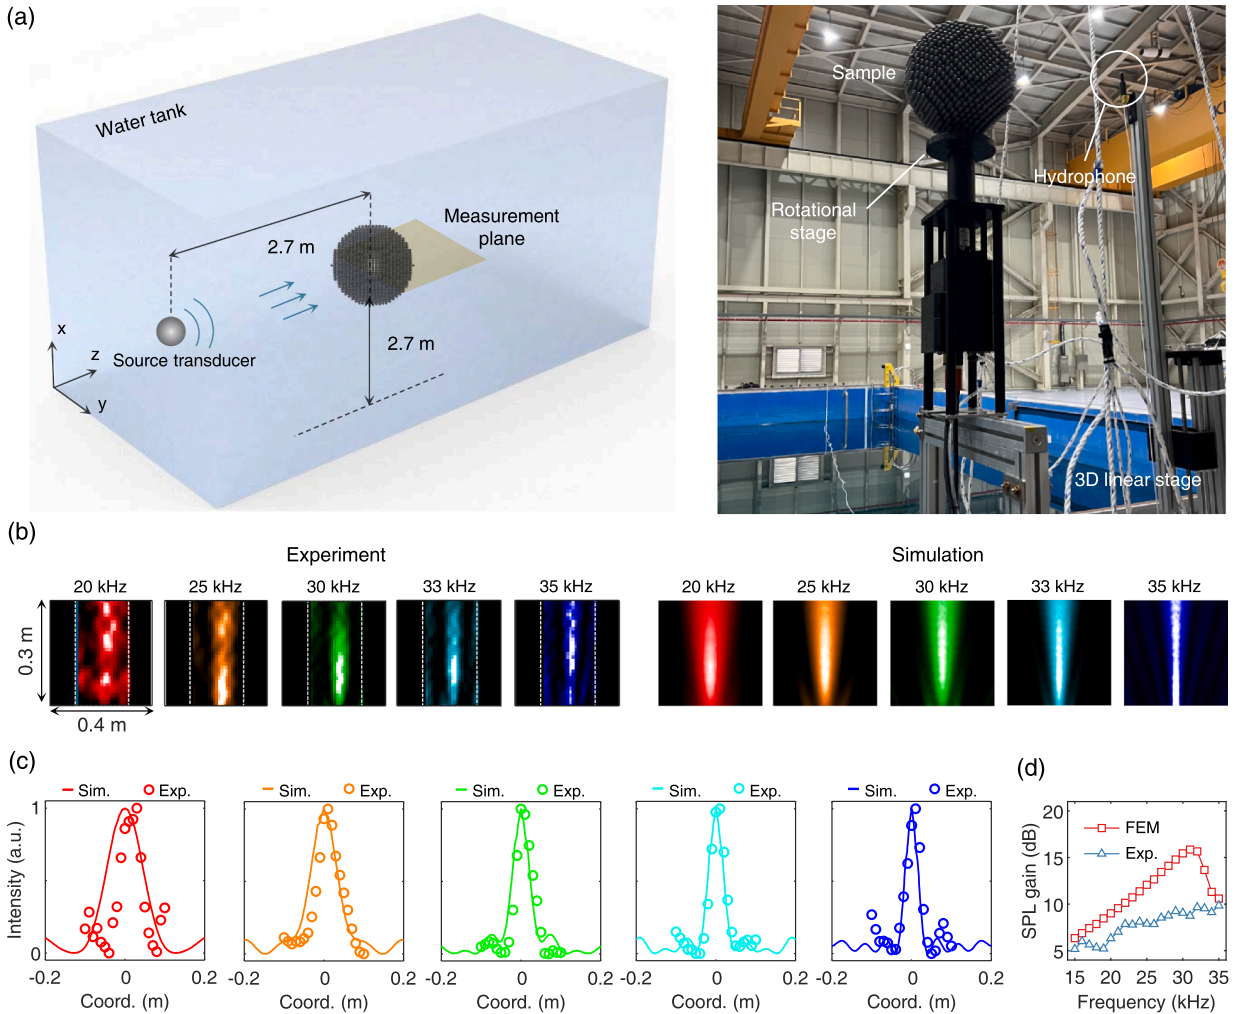 (a)
Water tank
2.7 m
Measurement
plane
2.7 m
Source transducer
x
z
y
Sample
Hydrophone
Rotational
stage
3D linear stage
(b)
Experiment
Simulation
20 kHz
25 kHz
30 kHz
33 kHz
35 kHz
20 kHz
25 kHz
30 kHz
33 kHz
35 kHz
0.3 m
0.4 m
(c)
Sim.
Exp.
Sim.
Exp.
Sim.
Exp.
Sim.
Exp.
Sim.
Exp.
Intensity (a.u.)
1
0
-0.2
0
0.2
Coord. (m)
-0.2
0
0.2
Coord. (m)
-0.2
0
0.2
Coord. (m)
-0.2
0
0.2
Coord. (m)
-0.2
0
0.2
Coord. (m)
(d)
SPL gain (dB)
20
15
10
5
FEM
Exp.
15
20
25
30
35
Frequency (kHz)